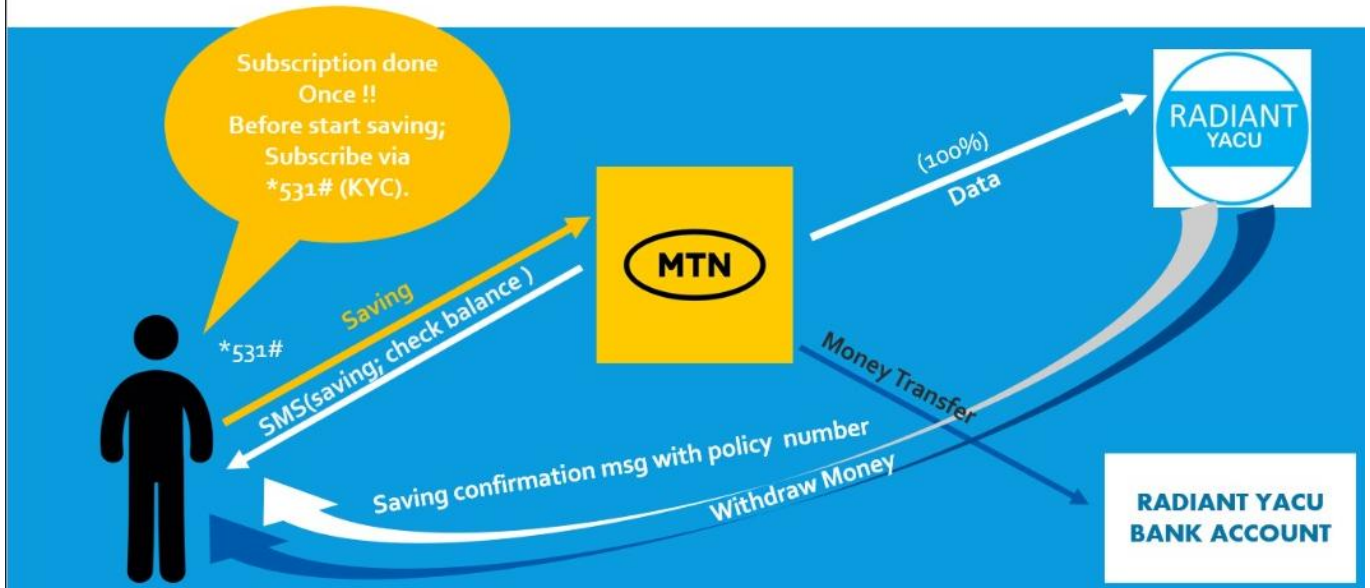 Subscription done
Once !!
Before start saving;
Subscribe via
*531# (KYC).
RADIANT
YACU
(100%)
Data
MTN
Saving
*531#
SMS(saving; check balance )
Money Transfer
Saving confirmation msg with policy  number
Withdraw Money
RADIANT YACU
BANK ACCOUNT